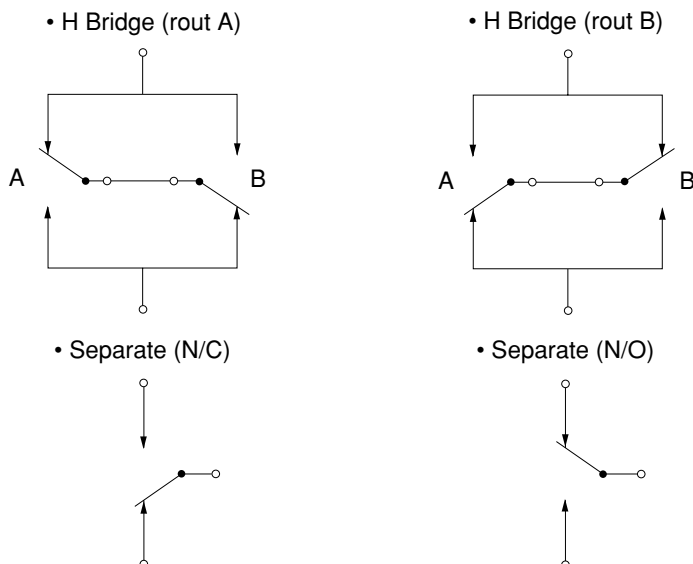 • H Bridge (rout A)
• H Bridge (rout B)
A
B
A
B
• Separate (N/C)
• Separate (N/O)